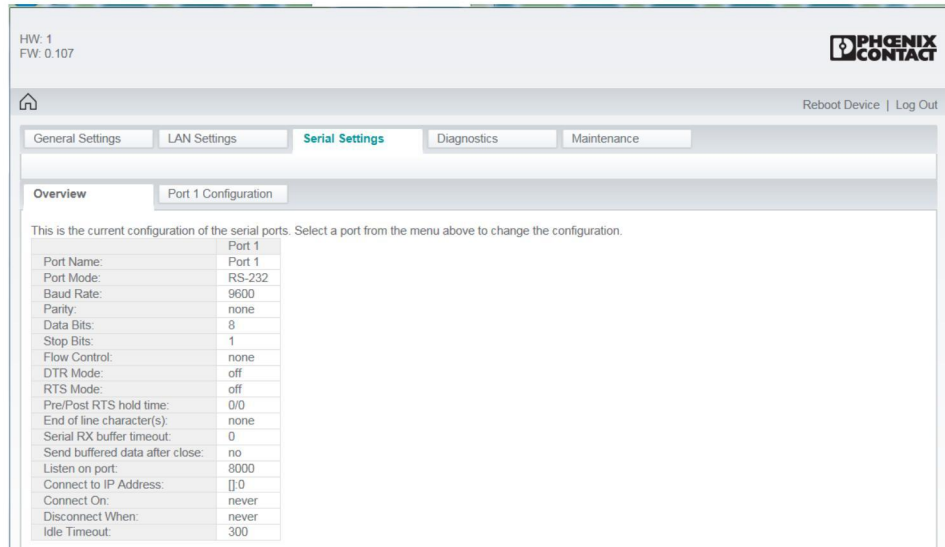 HW: 1
FW: 0.107
PHŒNIX
CONTACT
Reboot Device | Log Out
General Settings LAN Settings Serial Settings Diagnostics Maintenance
Overview Port 1 Configuration
This is the current configuration of the serial ports. Select a port from the menu above to change the configuration.
Port 1
Port Name: Port 1
Port Mode: RS-232
Baud Rate: 9600
Parity: none
Data Bits: 8
Stop Bits: 1
Flow Control: none
DTR Mode: off
RTS Mode: off
Pre/Post RTS hold time: 0/0
End of line character(s): none
Serial RX buffer timeout: 0
Send buffered data after close: no
Listen on port: 8000
Connect to IP Address: []:0
Connect On: never
Disconnect When: never
Idle Timeout: 300